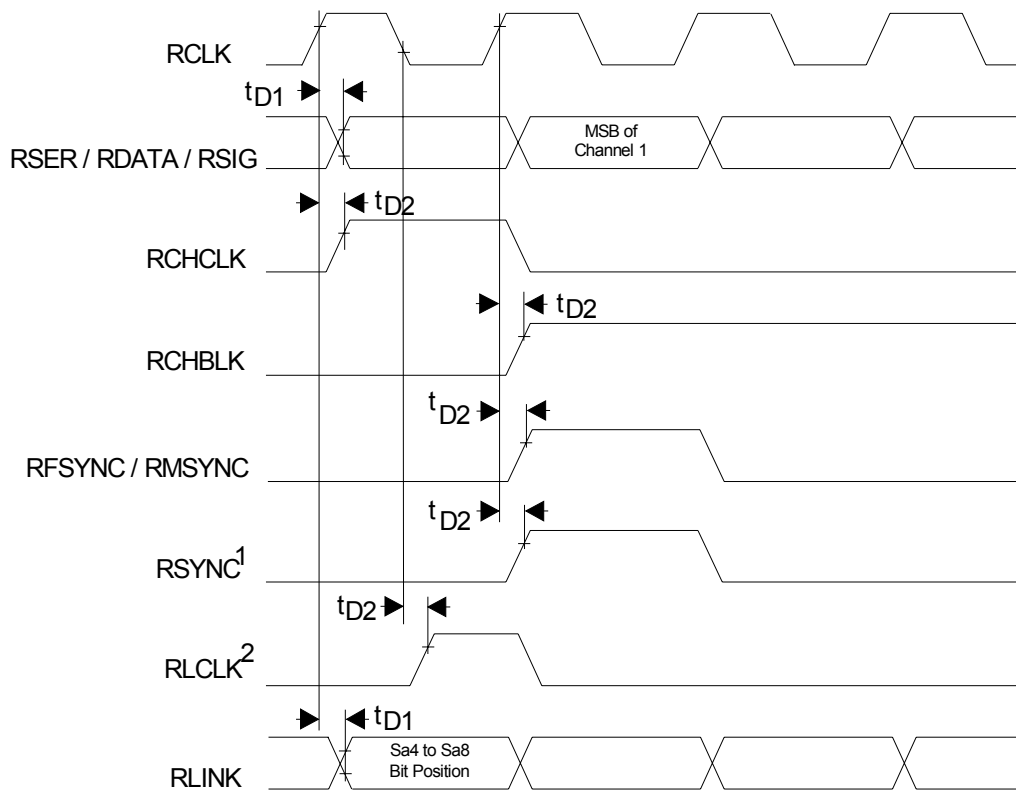 RCLK
tD1
MSB of
Channel 1
RSER / RDATA / RSIG
tD2
RCHCLK
tD2
RCHBLK
tD2
RFSYNC / RMSYNC
tD2
RSYNC1
tD2
RLCLK2
tD1
Sa4 to Sa8
Bit Position
RLINK